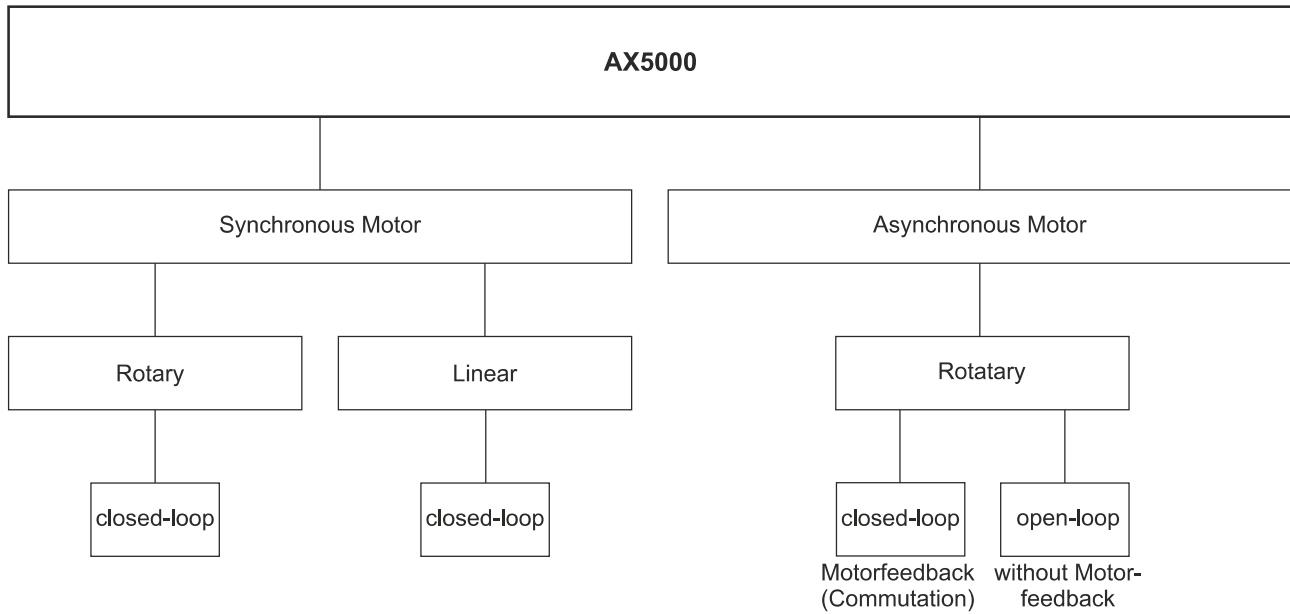 AX5000
Synchronous Motor
Asynchronous Motor
Rotary
Linear
Rotatary
closed-loop
closed-loop
closed-loop
open-loop
Motorfeedback
(Commutation)
without Motor-
feedback